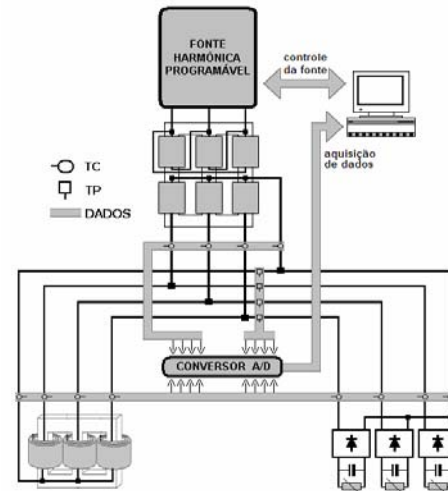 FONTE
HARMÔNICA
PROGRAMÁVEL
controle
da fonte
aquisição
de dados
TC
TP
DADOS
CONVERSOR A/D